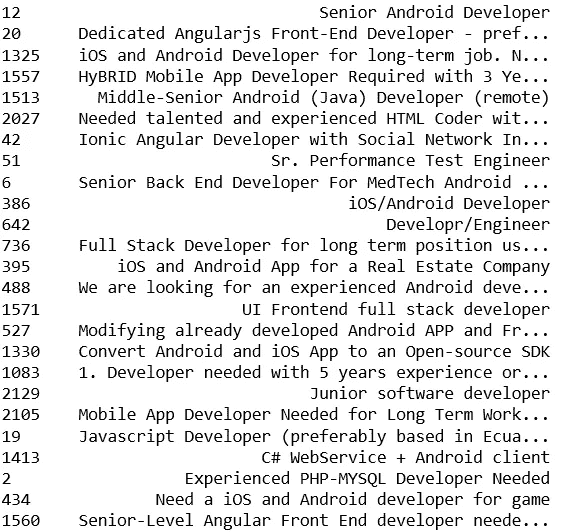 12 Senior Android Developer
20 Dedicated Angularjs Front-End Developer - pref...
1325 iOS and Android Developer for long-term job. N...
1557 HyBRID Mobile App Developer Required with 3 Ye...
1513 Middle-Senior Android (Java) Developer (remote)
2027 Needed talented and experienced HTML Coder wit...
42 Ionic Angular Developer with Social Network In...
51 Sr. Performance Test Engineer
6 Senior Back End Developer For MedTech Android ...
386 iOS/Android Developer
642 Developr/Engineer
736 Full Stack Developer for long term position us...
395 iOS and Android App for a Real Estate Company
488 We are looking for an experienced Android deve...
1571 UI Frontend full stack developer
527 Modifying already developed Android APP and Fr...
1330 Convert Android and iOS App to an Open-source SDK
1083 1. Developer needed with 5 years experience or...
2129 Junior software developer
2105 Mobile App Developer Needed for Long Term Work...
19 Javascript Developer (preferably based in Ecua...
1413 C# WebService + Android client
2 Experienced PHP-MYSQL Developer Needed
434 Need a iOS and Android developer for game
1560 Senior-Level Angular Front End developer neede...